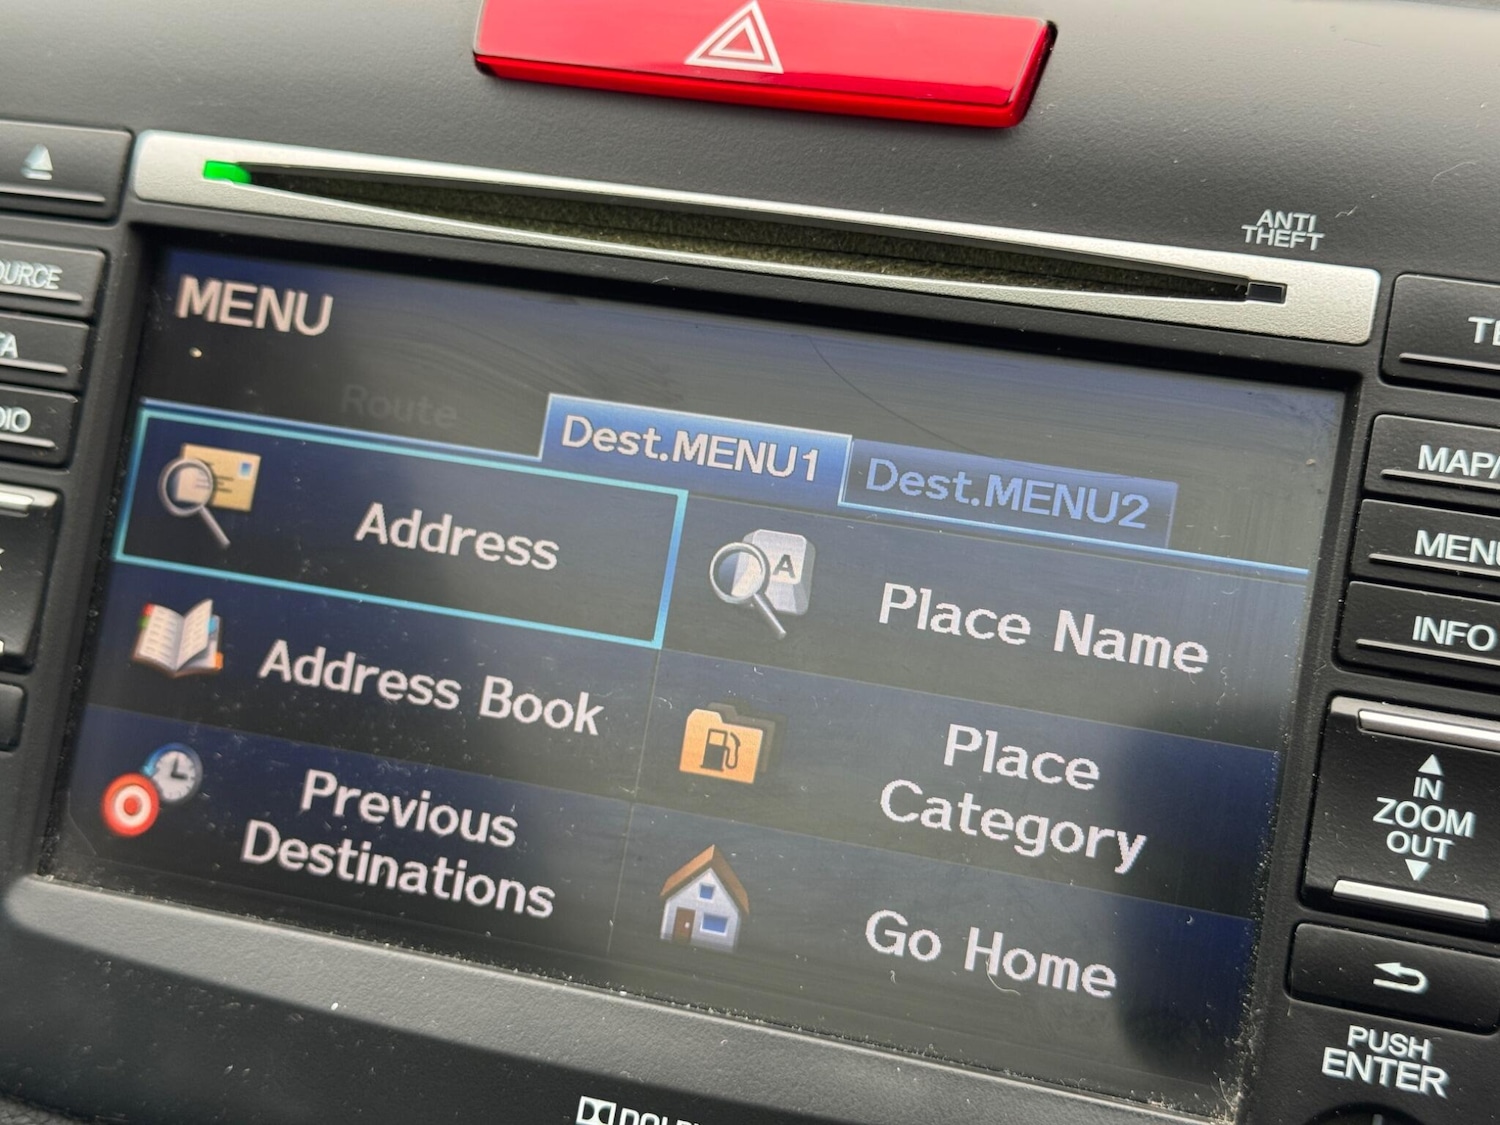 ANTI
THEFT
MENU
Route
Dest.MENU1
Dest.MENU2
Address
Place Name
Address Book
Place
Category
Previous
Destinations
Go Home
A
MENU
INFO
IN
ZOOM
OUT
PUSH
ENTER